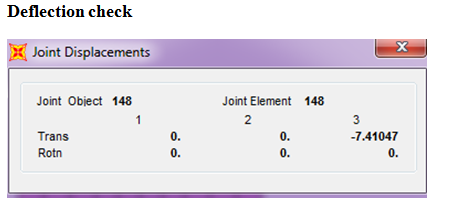 Deflection check
Joint Displacements
Joint Object 148 Joint Element 148
1 2 3
Trans 0. 0. -7.41047
Rotn 0. 0. 0.